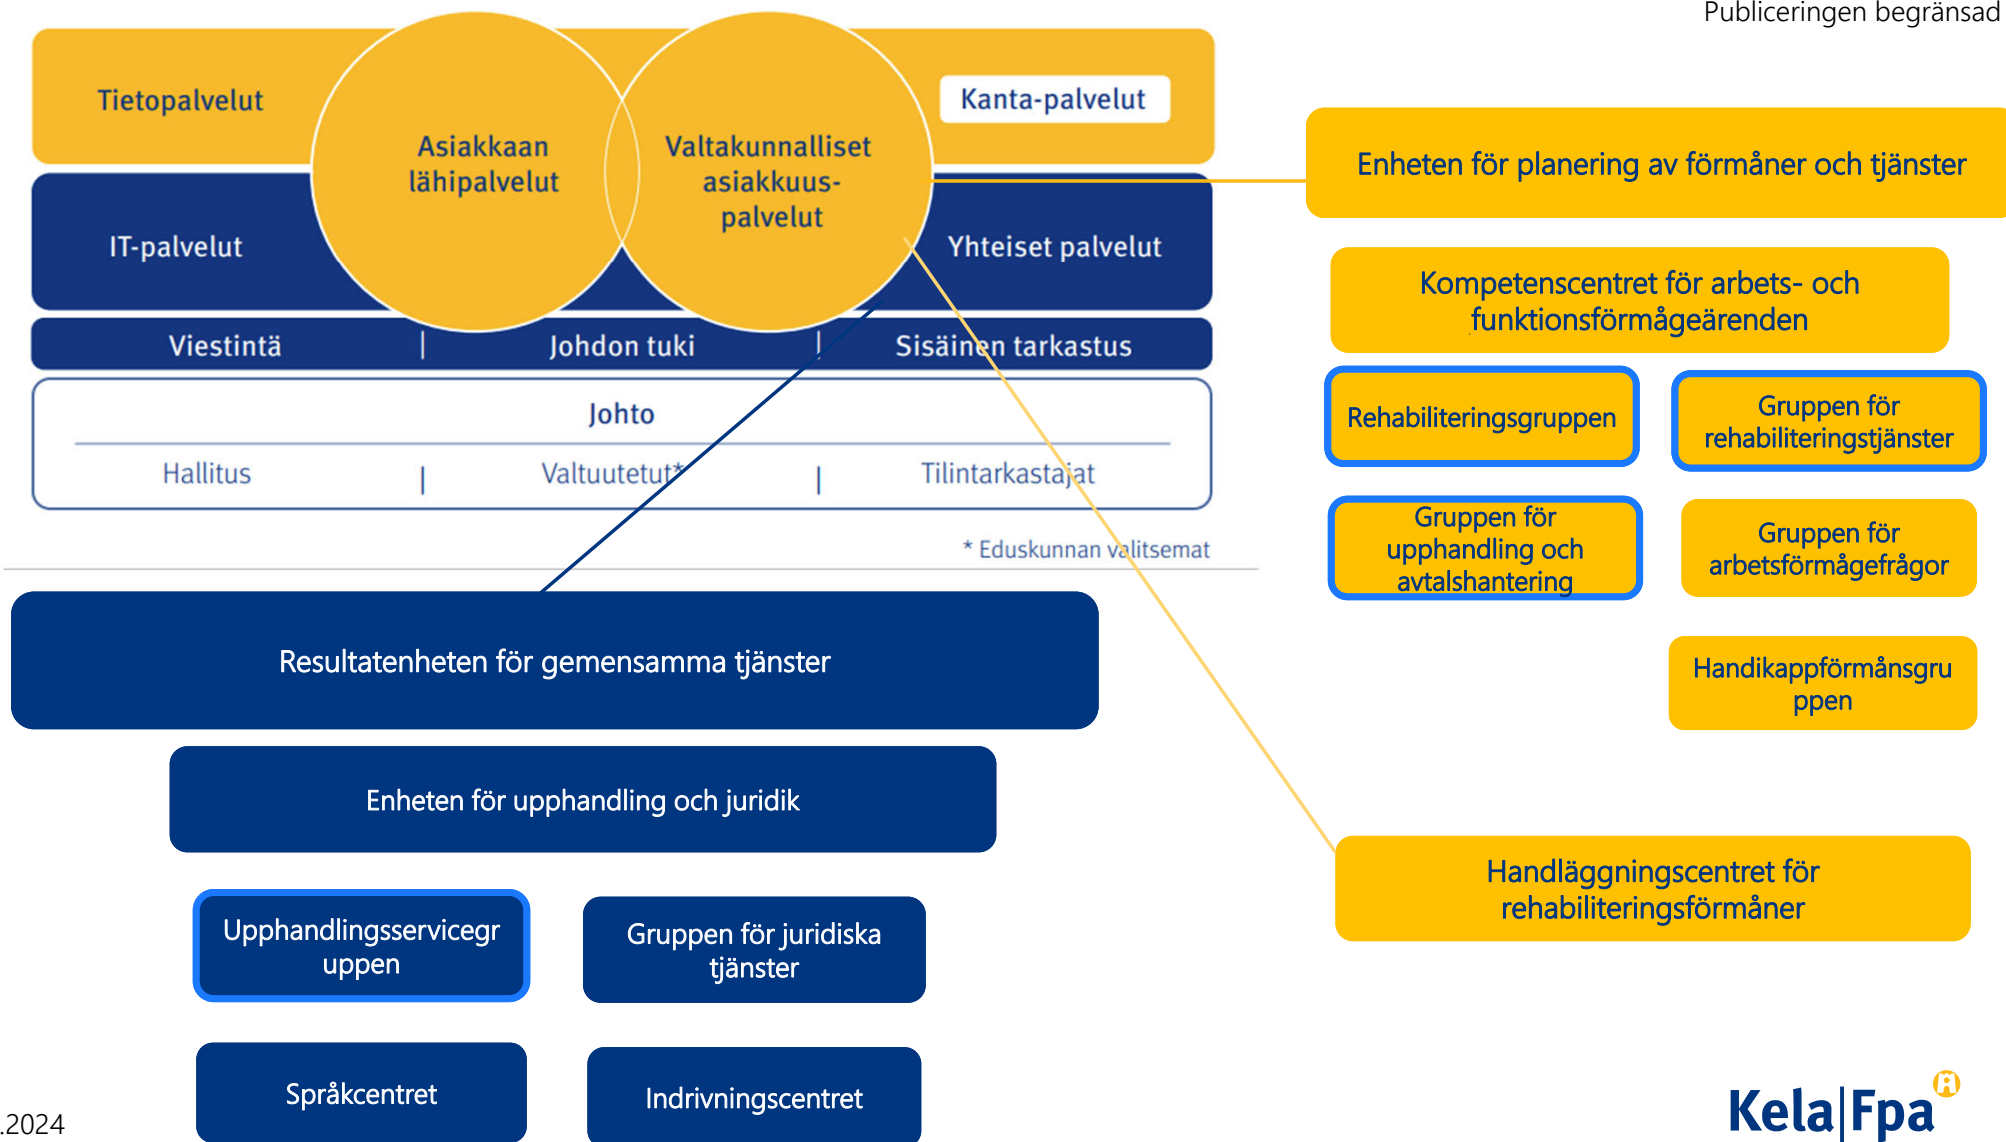 Publiceringen begränsad
Tietopalvelut
Asiakkaan
lähipalvelut
Valtakunnalliset
asiakkuus-
palvelut
Kanta-palvelut
IT-palvelut
Yhteiset palvelut
Viestintä | Johdon tuki | Sisäinen tarkastus
Johto
Hallitus | Valtuutetut* | Tilintarkastajat
* Eduskunnan valitsemat
Enheten för planering av förmåner och tjänster
Kompetenscentret för arbets- och
funktionsförmågeärenden
Rehabiliteringsgruppen
Gruppen för
rehabiliteringstjänster
Gruppen för
upphandling och
avtalshantering
Gruppen för
arbetsförmågefrågor
Handikappförmånsgru
ppen
Handläggningscentret för
rehabiliteringsförmåner
Resultatenheten för gemensamma tjänster
Enheten för upphandling och juridik
Upphandlingsservicegr
uppen
Gruppen för juridiska
tjänster
Språkcentret
Indrivningscentret
.2024
Kela|Fpa